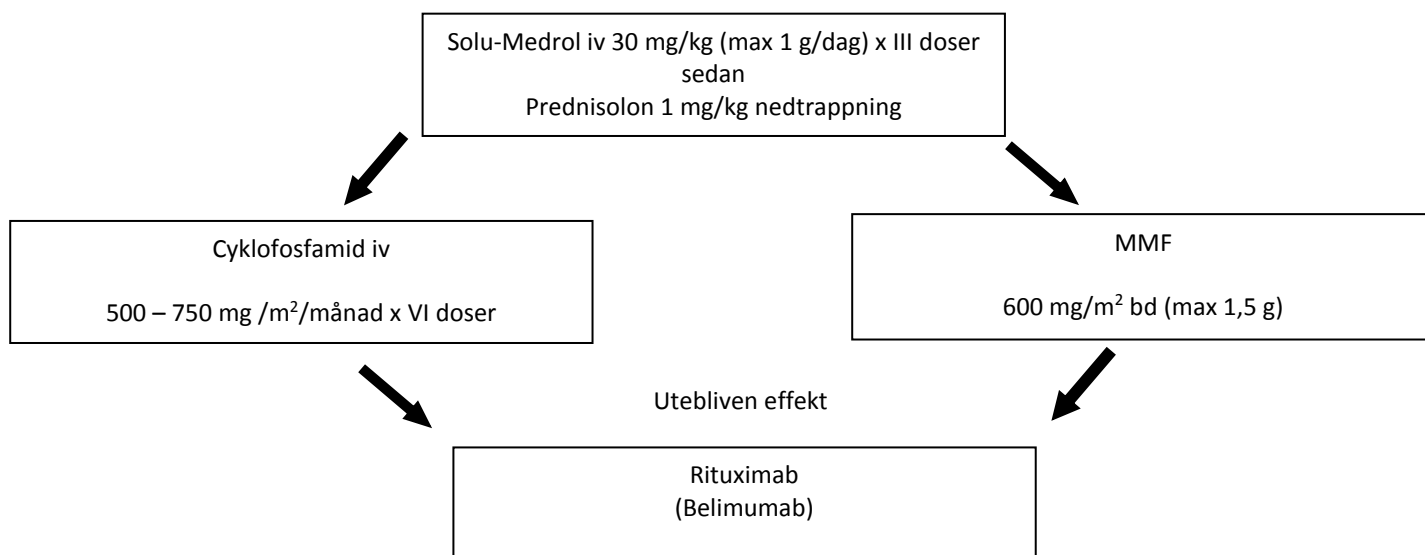 Solu-Medrol iv 30 mg/kg (max 1 g/dag) x III doser
sedan
Prednisolon 1 mg/kg nedtrappning
Cyklofosfamid iv
500 – 750 mg /m²/månad x VI doser
MMF
600 mg/m² bd (max 1,5 g)
Utebliven effekt
Rituximab
(Belimumab)